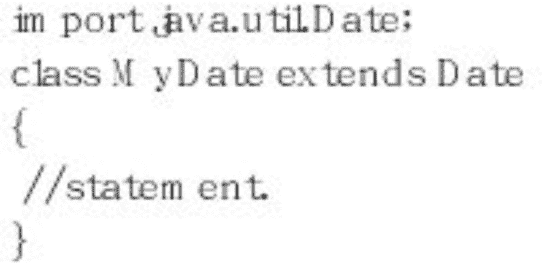 import java.util.Date;
class MyDate extends Date
{
//statement.
}